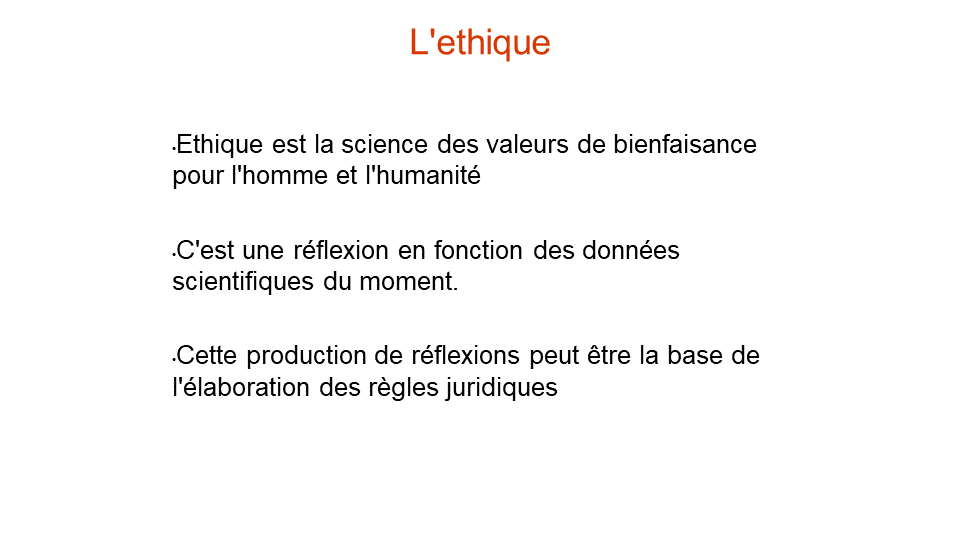 L'ethique
•Ethique est la science des valeurs de bienfaisance
pour l'homme et l'humanité
•C'est une réflexion en fonction des données
scientifiques du moment.
•Cette production de réflexions peut être la base de
l'élaboration des règles juridiques